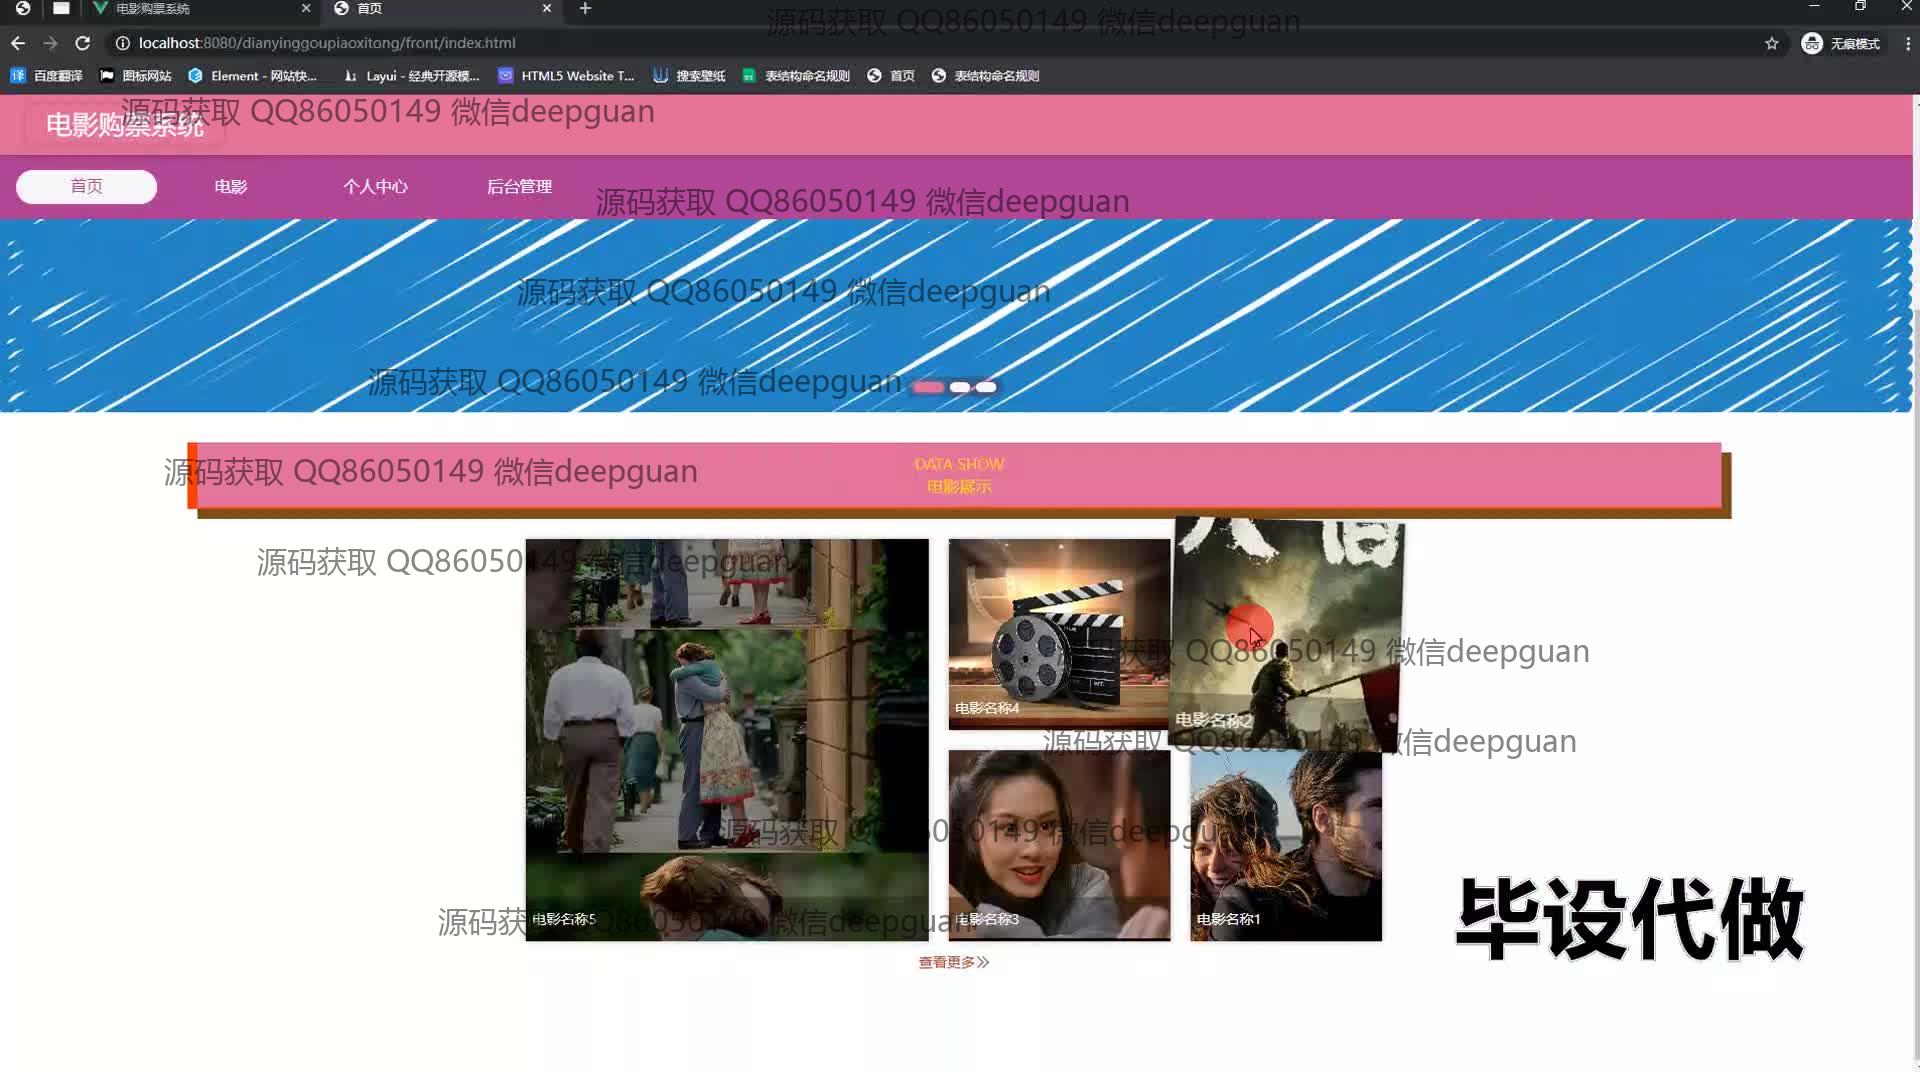 电影购票系统
首页
源码获取 QQ86050149 微信deepguan
localhost:8080/dianyinggoupiaoxitong/front/index.html
无痕模式
百度翻译
图标网站
Element - 网站快...
Layui - 经典开源模...
HTML5 Website T...
搜索壁纸
表结构命名规则
首页
表结构命名规则
源码获取 QQ86050149 微信deepguan
电影购票系统
首页
电影
个人中心
后台管理
源码获取 QQ86050149 微信deepguan
源码获取 QQ86050149 微信deepguan
源码获取 QQ86050149 微信deepguan
DATA SHOW
源码获取 QQ86050149 微信deepguan
电影展示
源码获取 QQ86050149 微信deepguan
源码获取 QQ86050149 微信deepguan
电影名称4
电影名称2
源码获取 QQ86050149 微信deepguan
源码获取 QQ86050149 微信deepguan
电影名称5
电影名称3
电影名称1
源码获取 QQ86050149 微信deepguan
毕设代做
查看更多